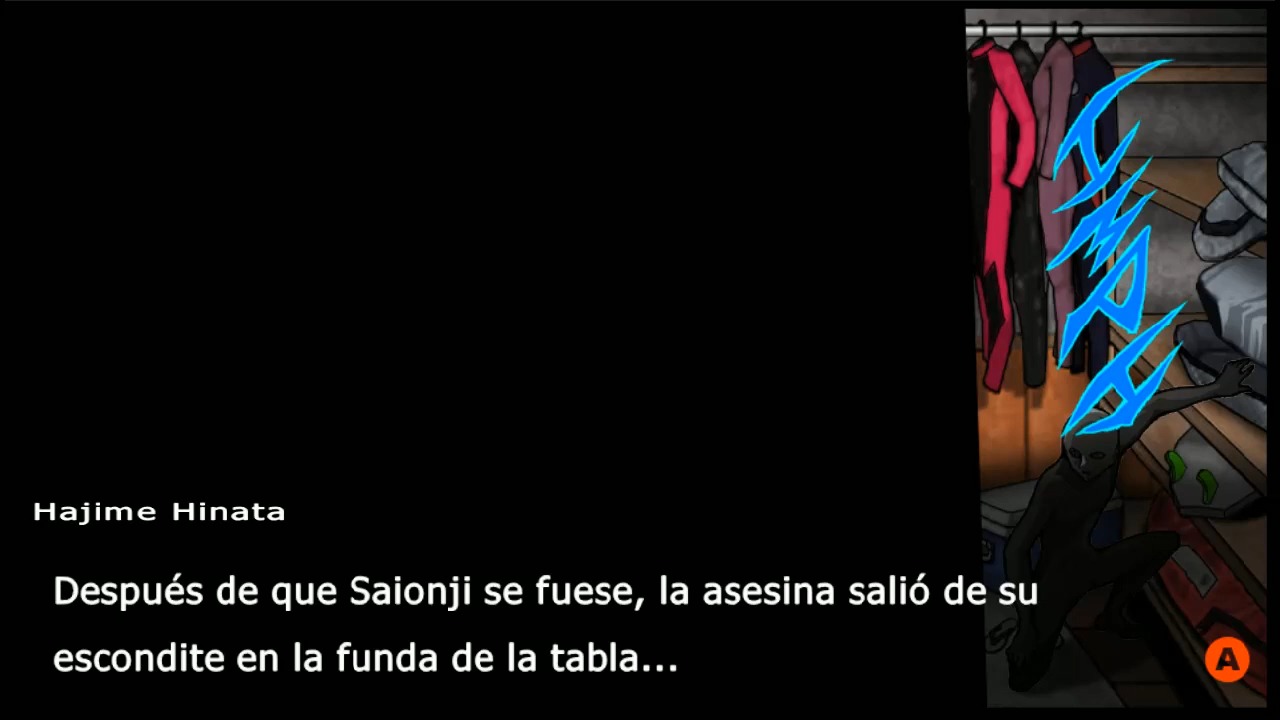 Hajime Hinata
Después de que Saionji se fuese, la asesina salió de su
escondite en la funda de la tabla...
A